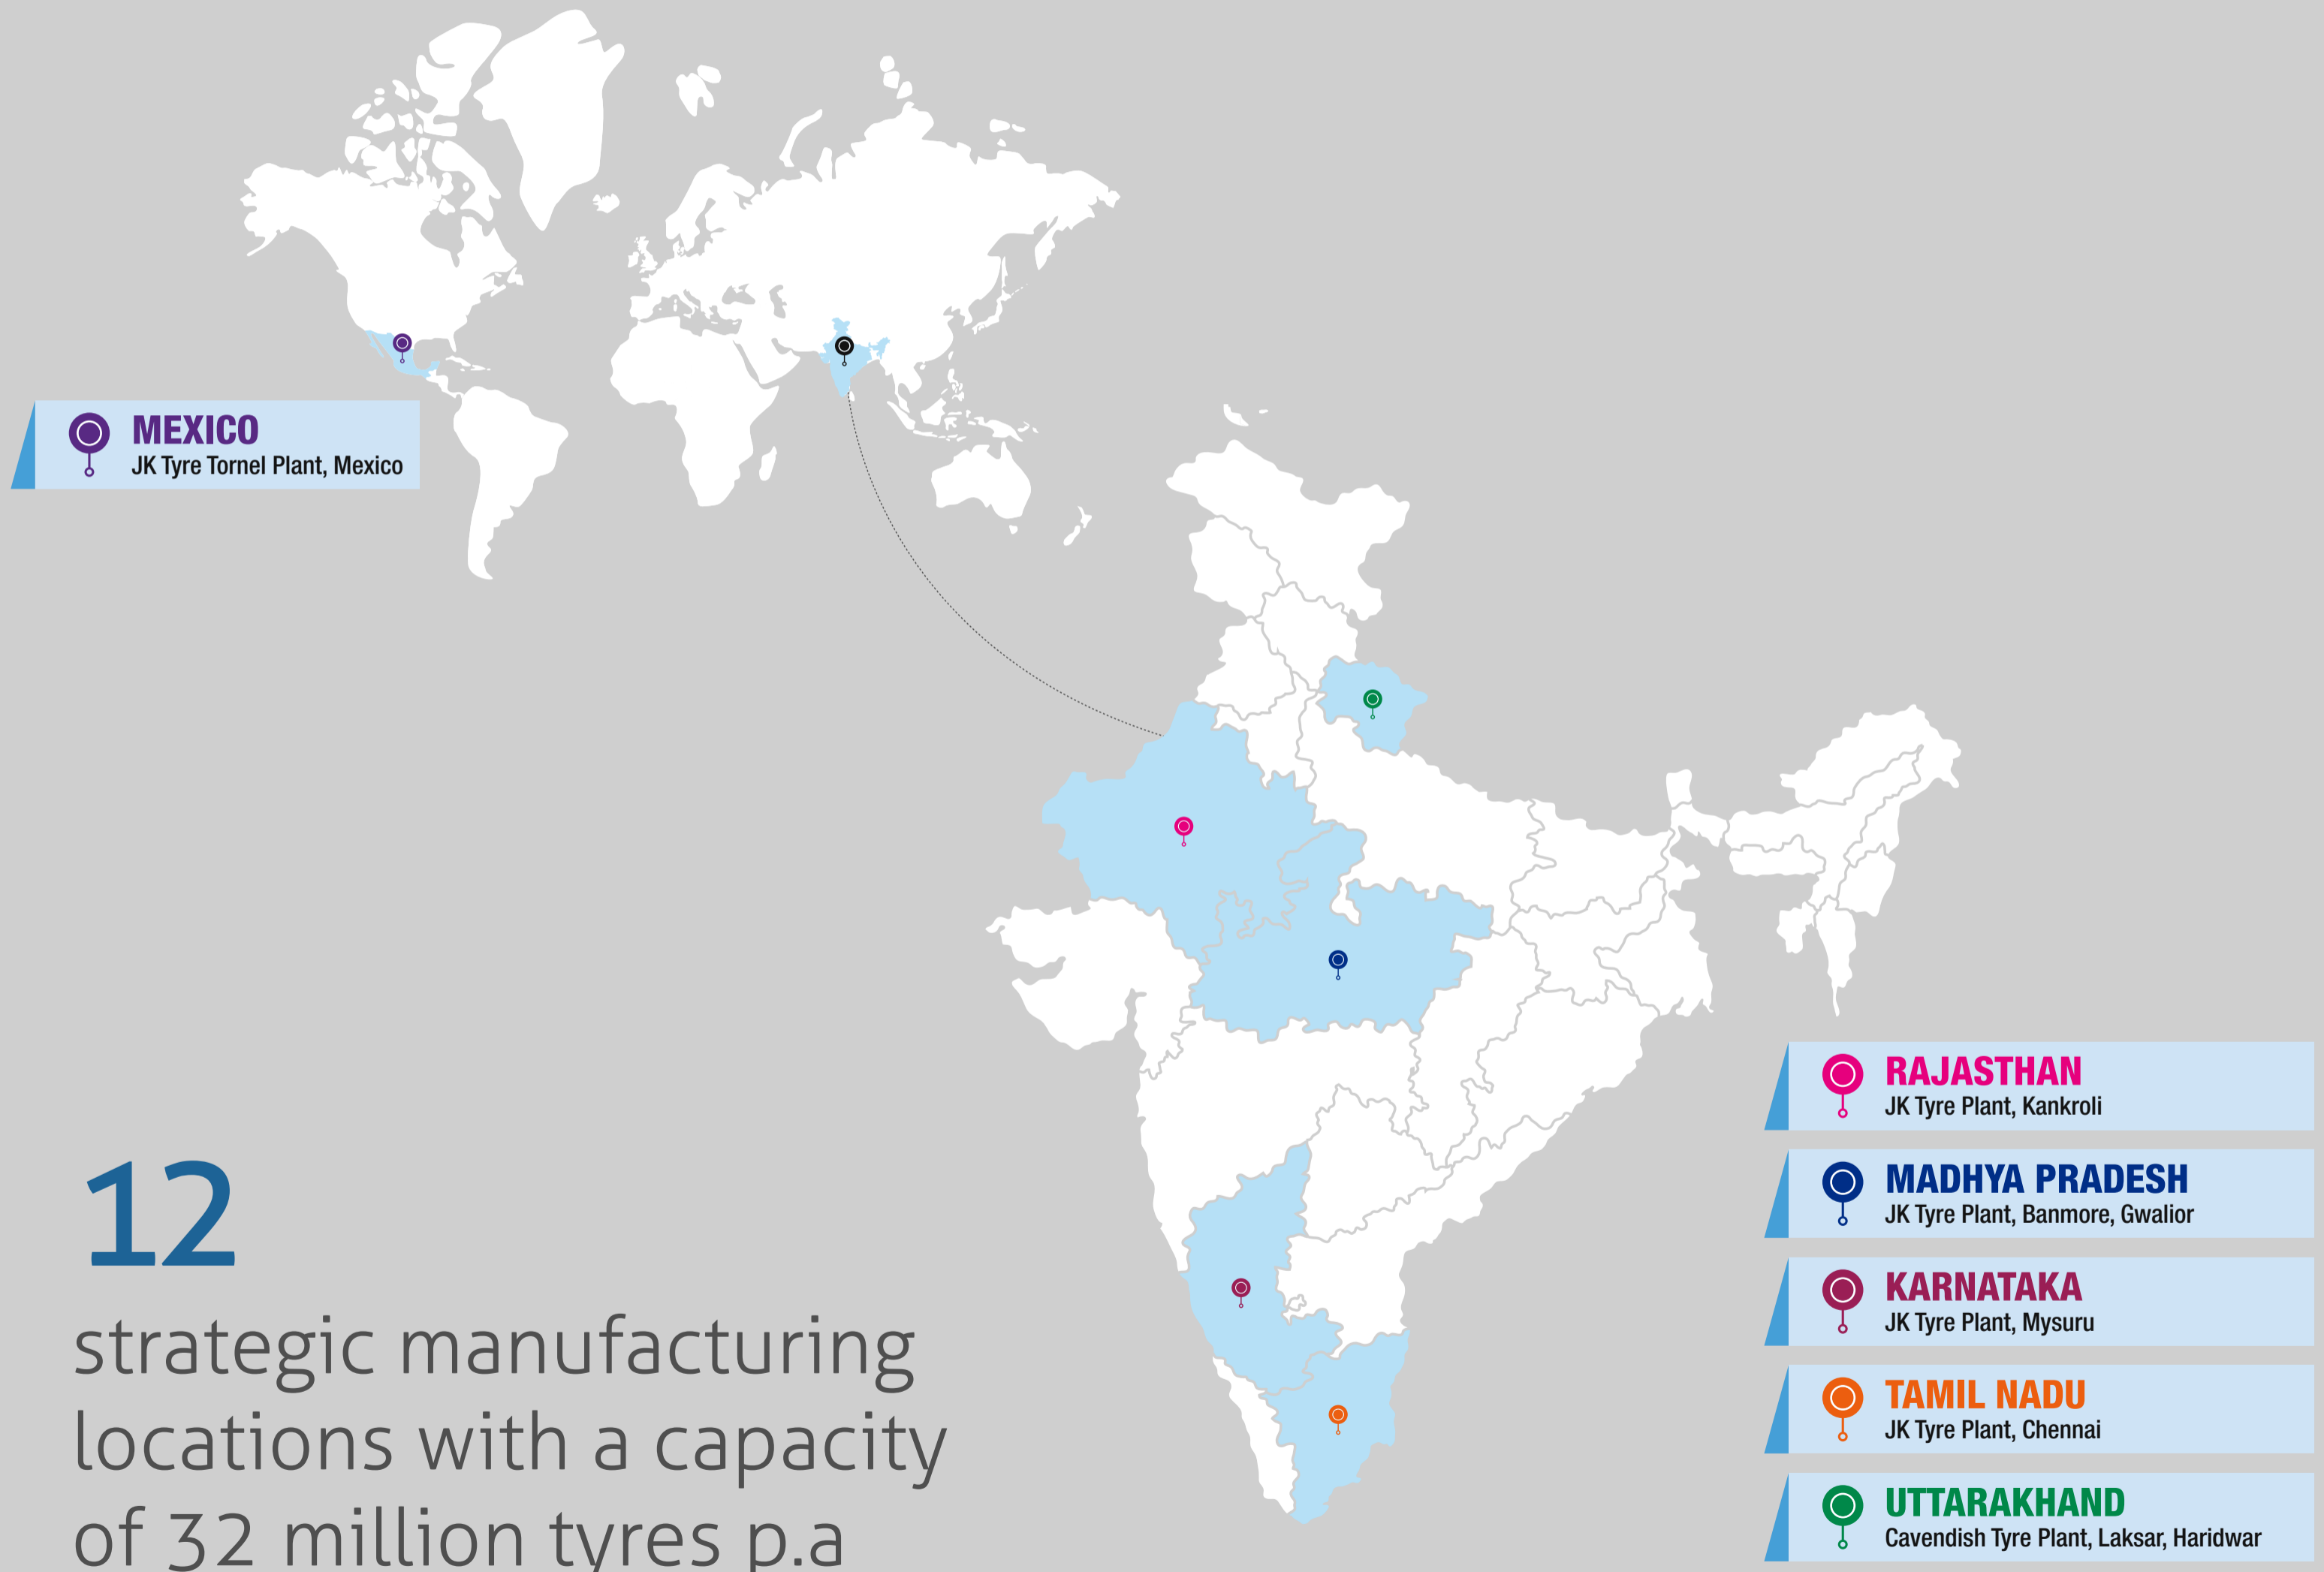 MEXICO
JK Tyre Tornel Plant, Mexico
12
strategic manufacturing
locations with a capacity
of 32 million tyres p.a
RAJASTHAN
JK Tyre Plant, Kankroli
MADHYA PRADESH
JK Tyre Plant, Banmore, Gwalior
KARNATAKA
JK Tyre Plant, Mysuru
TAMIL NADU
JK Tyre Plant, Chennai
UTTARAKHAND
Cavendish Tyre Plant, Laksar, Haridwar